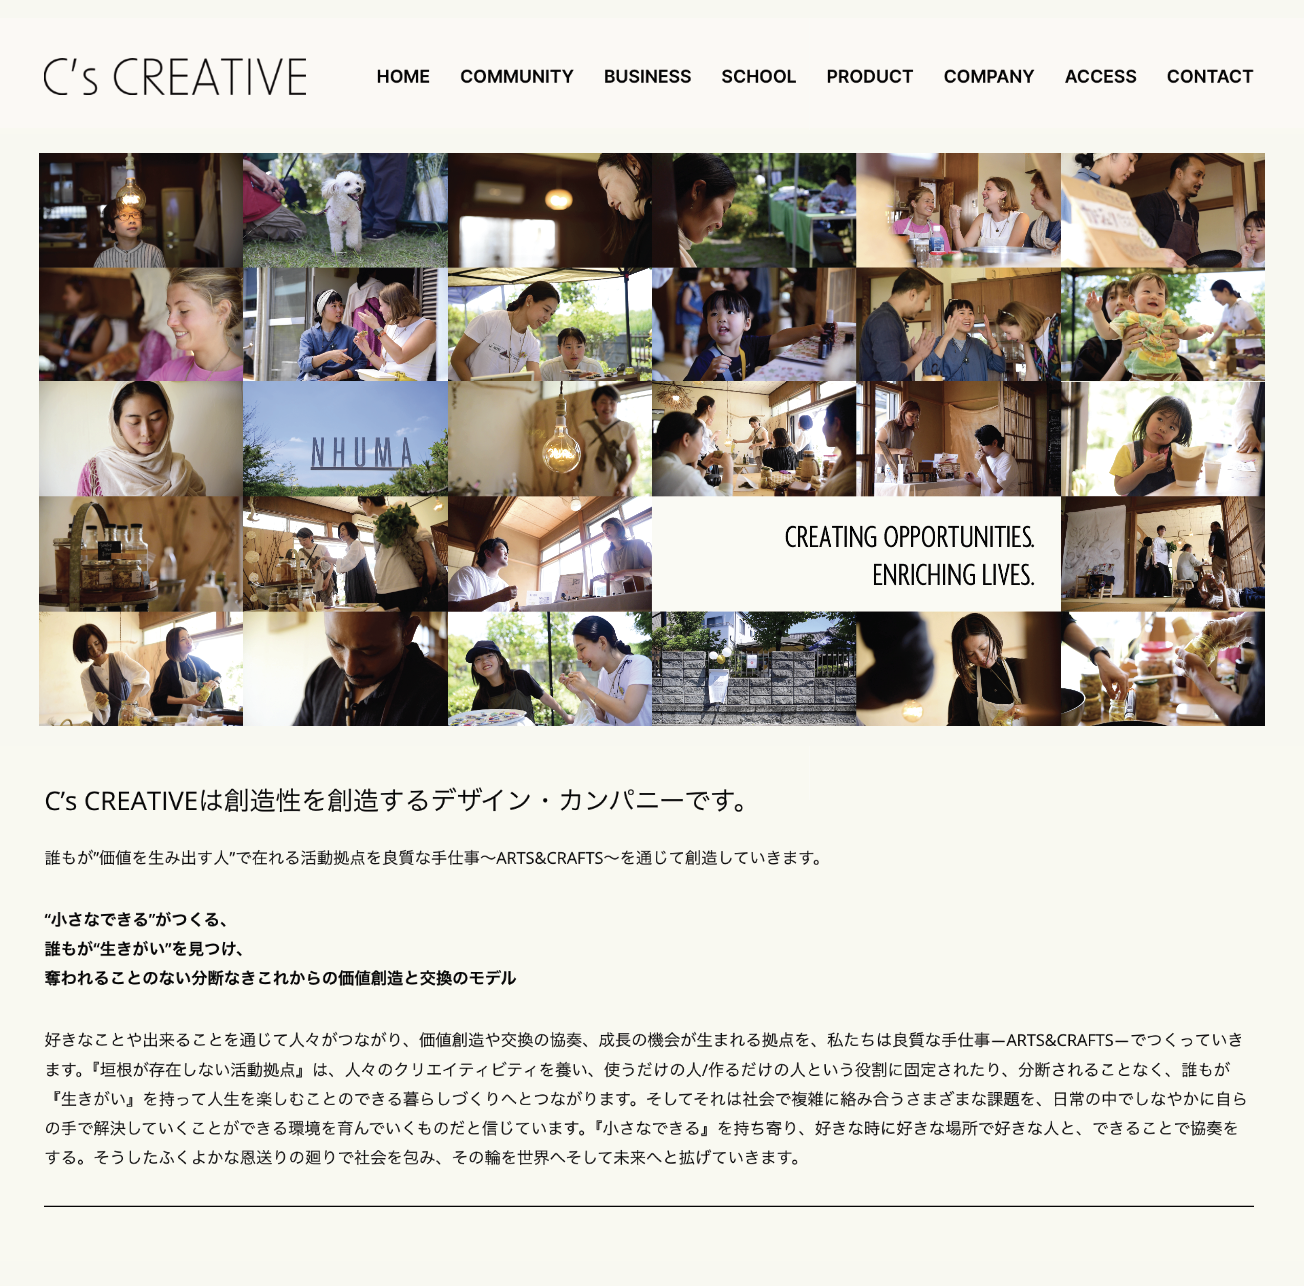 C's CREATIVE
HOME COMMUNITY BUSINESS SCHOOL PRODUCT COMPANY ACCESS CONTACT
NHUMA
CREATING OPPORTUNITIES.
ENRICHING LIVES.
C’s CREATIVEは創造性を創造するデザイン・カンパニーです。
誰もが”価値を生み出す人”で在れる活動拠点を良質な手仕事〜ARTS&CRAFTS〜を通じて創造していきます。
“小さなできる”がつくる、
誰もが“生きがい”を見つけ、
奪われることのない分断なきこれからの価値創造と交換のモデル
好きなことや出来ることを通じて人々がつながり、価値創造や交換の協奏、成長の機会が生まれる拠点を、私たちは良質な手仕事—ARTS&CRAFTS—でつくっていき
ます。『垣根が存在しない活動拠点』は、人々のクリエイティビティを養い、使うだけの人/作るだけの人という役割に固定されたり、分断されることなく、誰もが
『生きがい』を持って人生を楽しむことのできる暮らしづくりへとつながります。そしてそれは社会で複雑に絡み合うさまざまな課題を、日常の中でしなやかに自ら
の手で解決していくことができる環境を育んでいくものだと信じています。『小さなできる』を持ち寄り、好きな時に好きな場所で好きな人と、できることで協奏を
する。そうしたふくよかな恩送りの廻りで社会を包み、その輪を世界へそして未来へと拡げていきます。